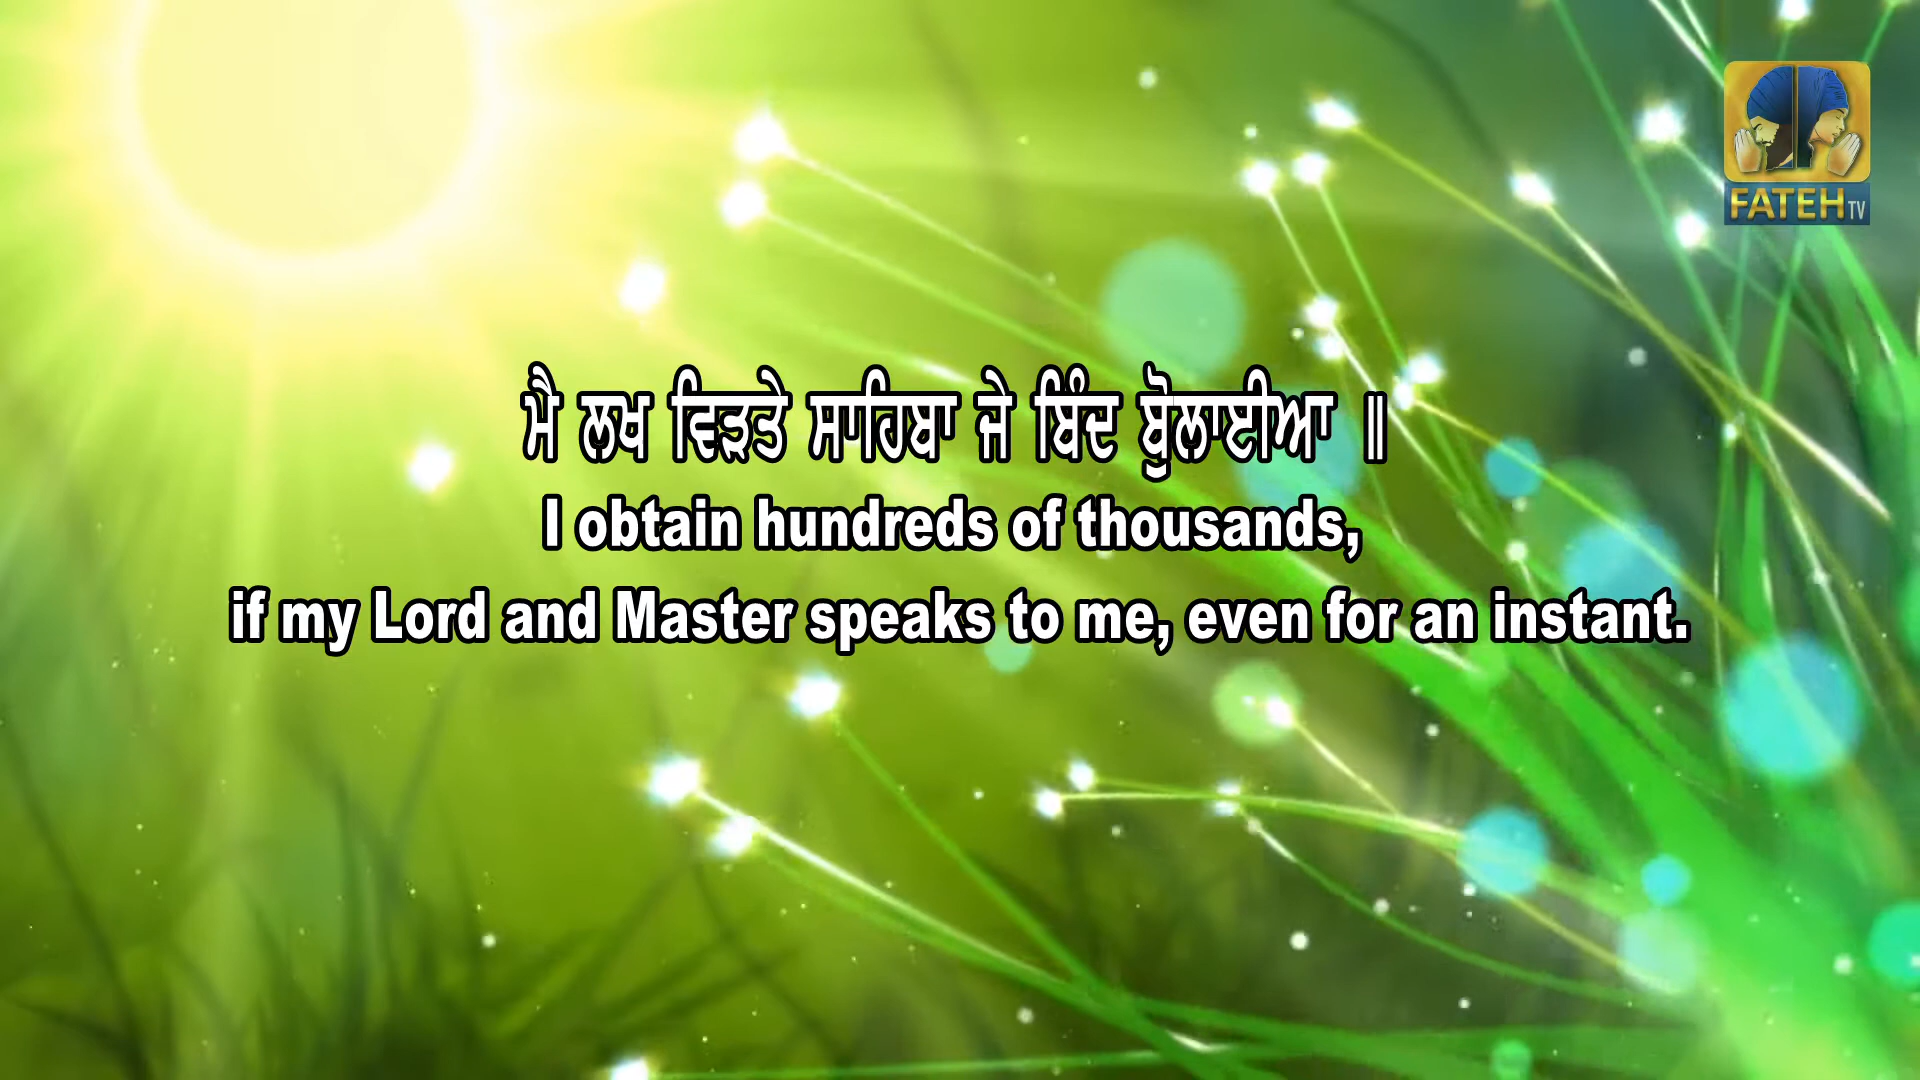 ਮੈ ਲਖ ਵਿੜਤੇ ਸਾਹਿਬਾ ਜੇ ਬਿੰਦ ਬੋੁਲਾਈਆ ॥
I obtain hundreds of thousands,
if my Lord and Master speaks to me, even for an instant.
FATEH TV